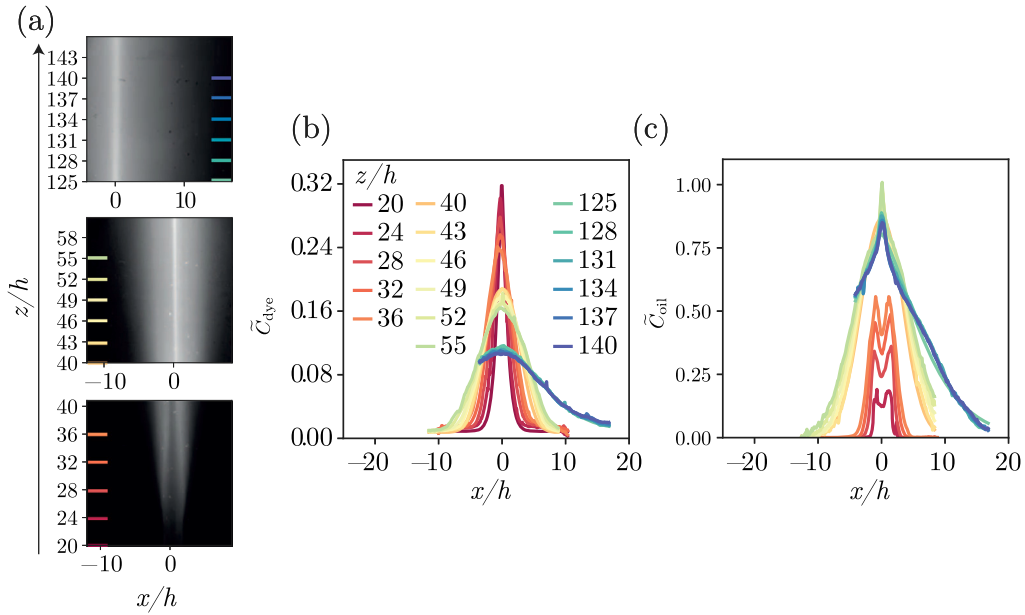 (a)
z/h
143
140
137
134
131
128
125
0 10
58
55
52
49
46
43
40
−10 0
40
36
32
28
24
20
−10 0
x/h
(b)
C̃dye
0.32
0.24
0.16
0.08
0.00
z/h
20 40 125
24 43 128
28 46 131
32 49 134
36 52 137
55 140
−20 −10 0 10 20
x/h
(c)
C̃oil
1.00
0.75
0.50
0.25
0.00
−20 −10 0 10 20
x/h